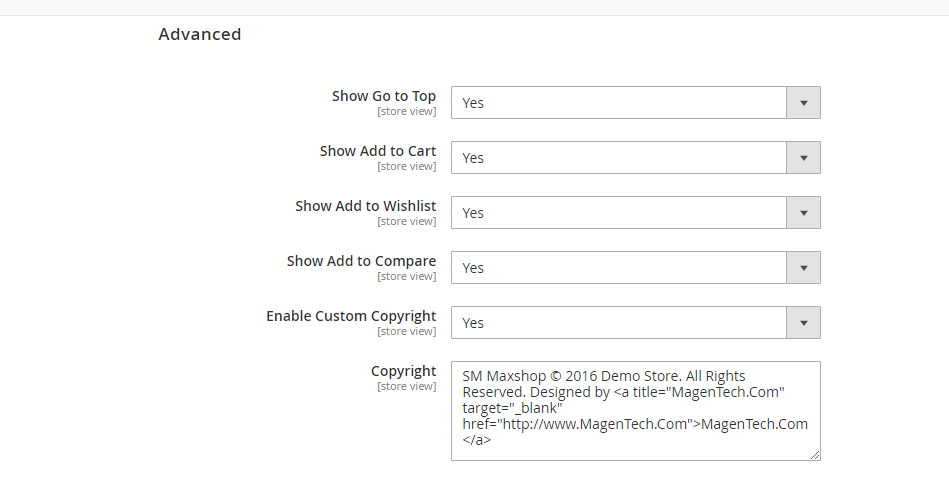 Advanced
Show Go to Top
Yes
[store view]
Show Add to Cart
Yes
[store view]
Show Add to Wishlist
Yes
[store view]
Show Add to Compare
Yes
[store view]
Enable Custom Copyright
Yes
[store view]
Copyright
[store view]
SM Maxshop © 2016 Demo Store. All Rights
Reserved. Designed by <a title="MagenTech.Com"
target="_blank"
href="http://www.MagenTech.Com">MagenTech.Com
</a>